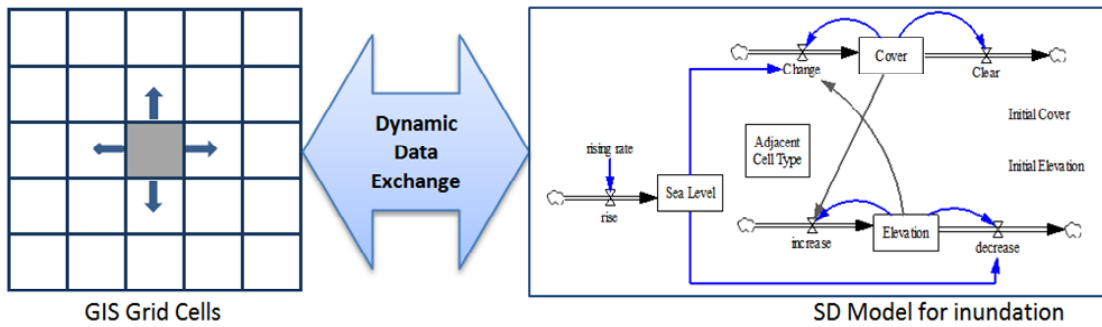 GIS Grid Cells
Dynamic
Data
Exchange
Cover
Change
Clear
Initial Cover
Adjacent
Cell Type
Initial Elevation
rising rate
Sea Level
rise
Elevation
increase
decrease
SD Model for inundation